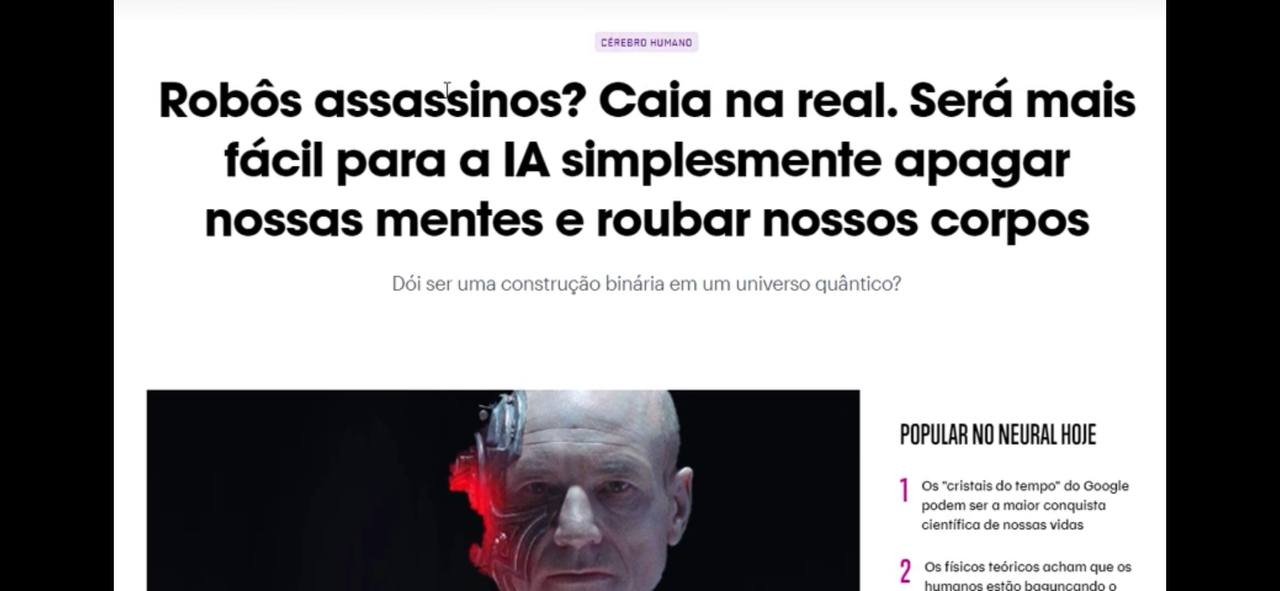 CÉREBRO HUMANO
Robôs assassinos? Caia na real. Será mais
fácil para a IA simplesmente apagar
nossas mentes e roubar nossos corpos
Dói ser uma construção binária em um universo quântico?
POPULAR NO NEURAL HOJE
1 Os "cristais do tempo" do Google
podem ser a maior conquista
científica de nossas vidas
2 Os físicos teóricos acham que os
humanos estão bagunçando o